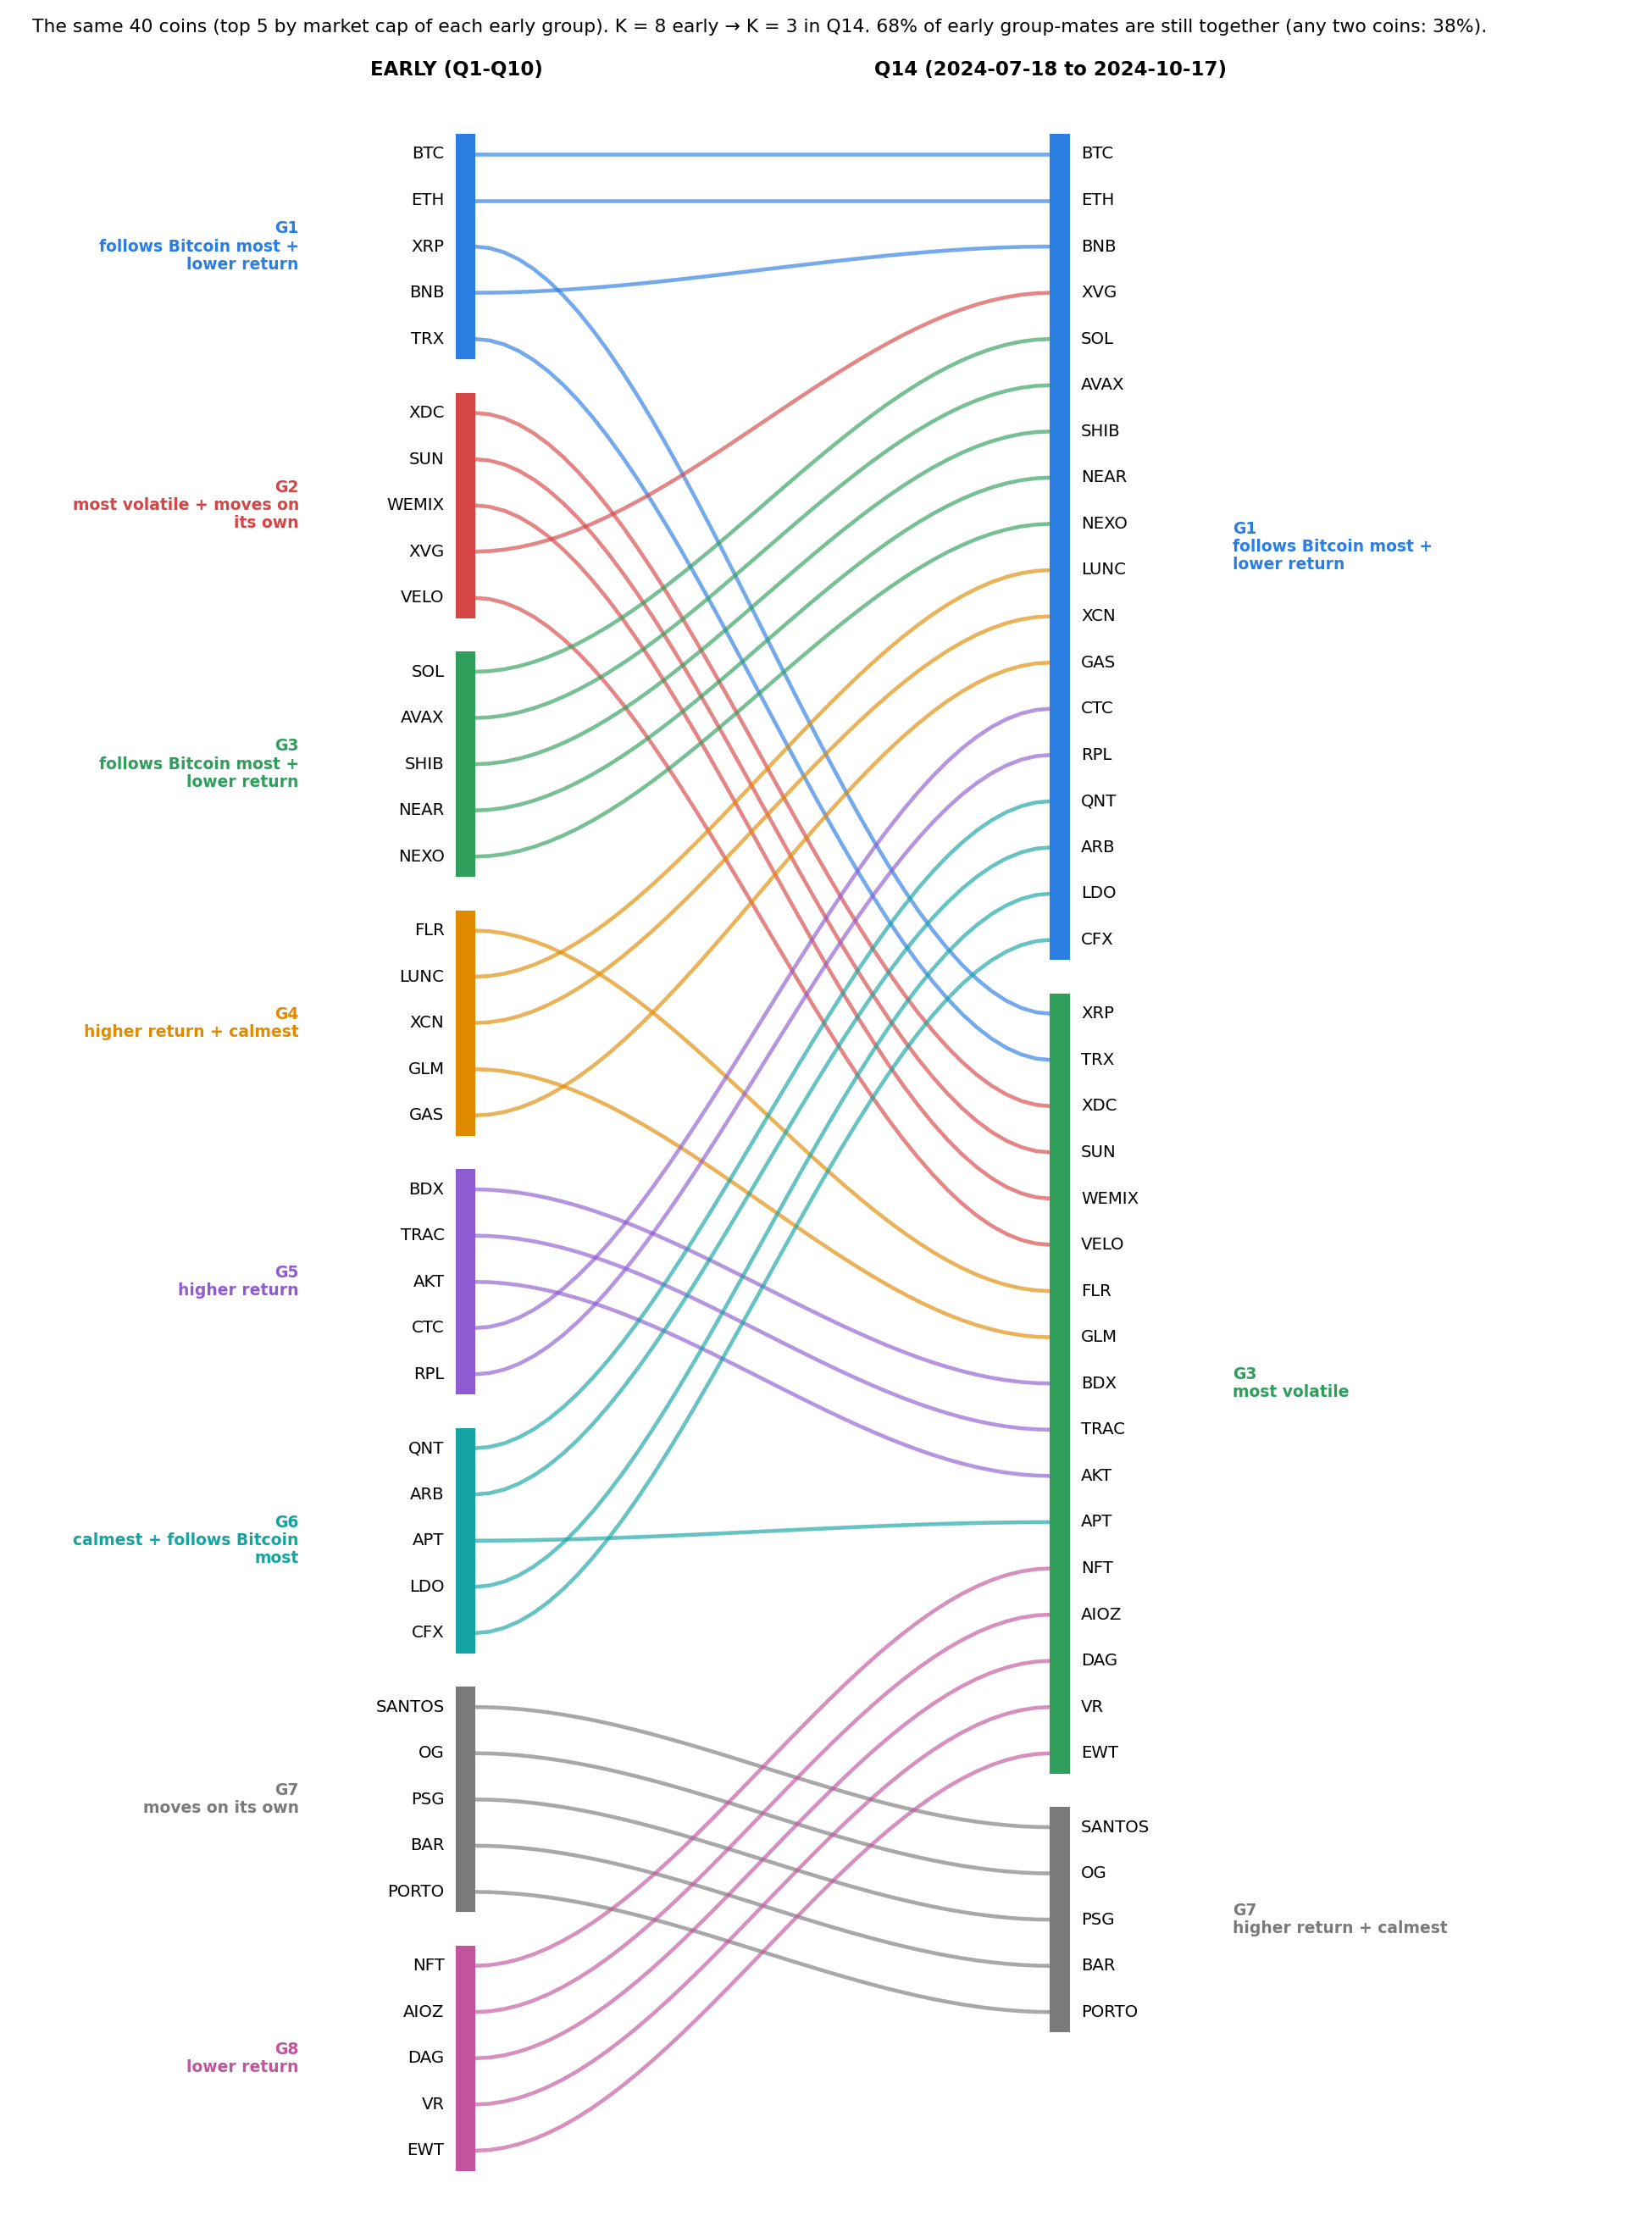 The same 40 coins (top 5 by market cap of each early group). K = 8 early → K = 3 in Q14. 68% of early group-mates are still together (any two coins: 38%).
EARLY (Q1-Q10)
Q14 (2024-07-18 to 2024-10-17)
G1
follows Bitcoin most +
lower return
BTC
ETH
XRP
BNB
TRX
G2
most volatile + moves on
its own
XDC
SUN
WEMIX
XVG
VELO
G3
follows Bitcoin most +
lower return
SOL
AVAX
SHIB
NEAR
NEXO
G4
higher return + calmest
FLR
LUNC
XCN
GLM
GAS
G5
higher return
BDX
TRAC
AKT
CTC
RPL
G6
calmest + follows Bitcoin
most
QNT
ARB
APT
LDO
CFX
G7
moves on its own
SANTOS
OG
PSG
BAR
PORTO
G8
lower return
NFT
AIOZ
DAG
VR
EWT
BTC
ETH
BNB
XVG
SOL
AVAX
SHIB
NEAR
NEXO
LUNC
XCN
GAS
CTC
RPL
QNT
ARB
LDO
CFX
G1
follows Bitcoin most +
lower return
XRP
TRX
XDC
SUN
WEMIX
VELO
FLR
GLM
BDX
TRAC
AKT
APT
NFT
AIOZ
DAG
VR
EWT
G3
most volatile
SANTOS
OG
PSG
BAR
PORTO
G7
higher return + calmest